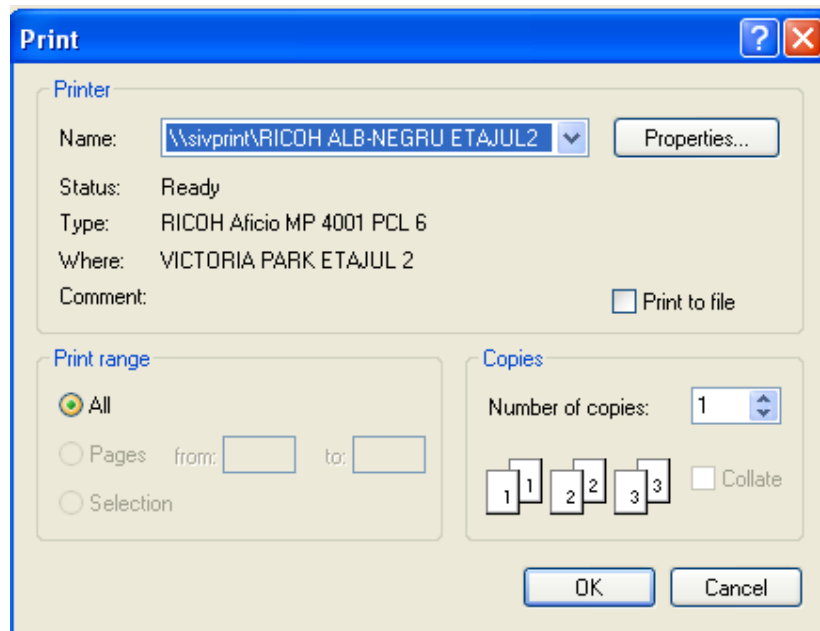 Print
Printer
Name: \\sivprint\RICOH ALB-NEGRU ETAJUL2 Properties...
Status: Ready
Type: RICOH Aficio MP 4001 PCL 6
Where: VICTORIA PARK ETAJUL 2
Comment: Print to file
Print range
All
Pages from: to:
Selection
Copies
Number of copies: 1
1 1 2 2 3 3 Collate
OK Cancel